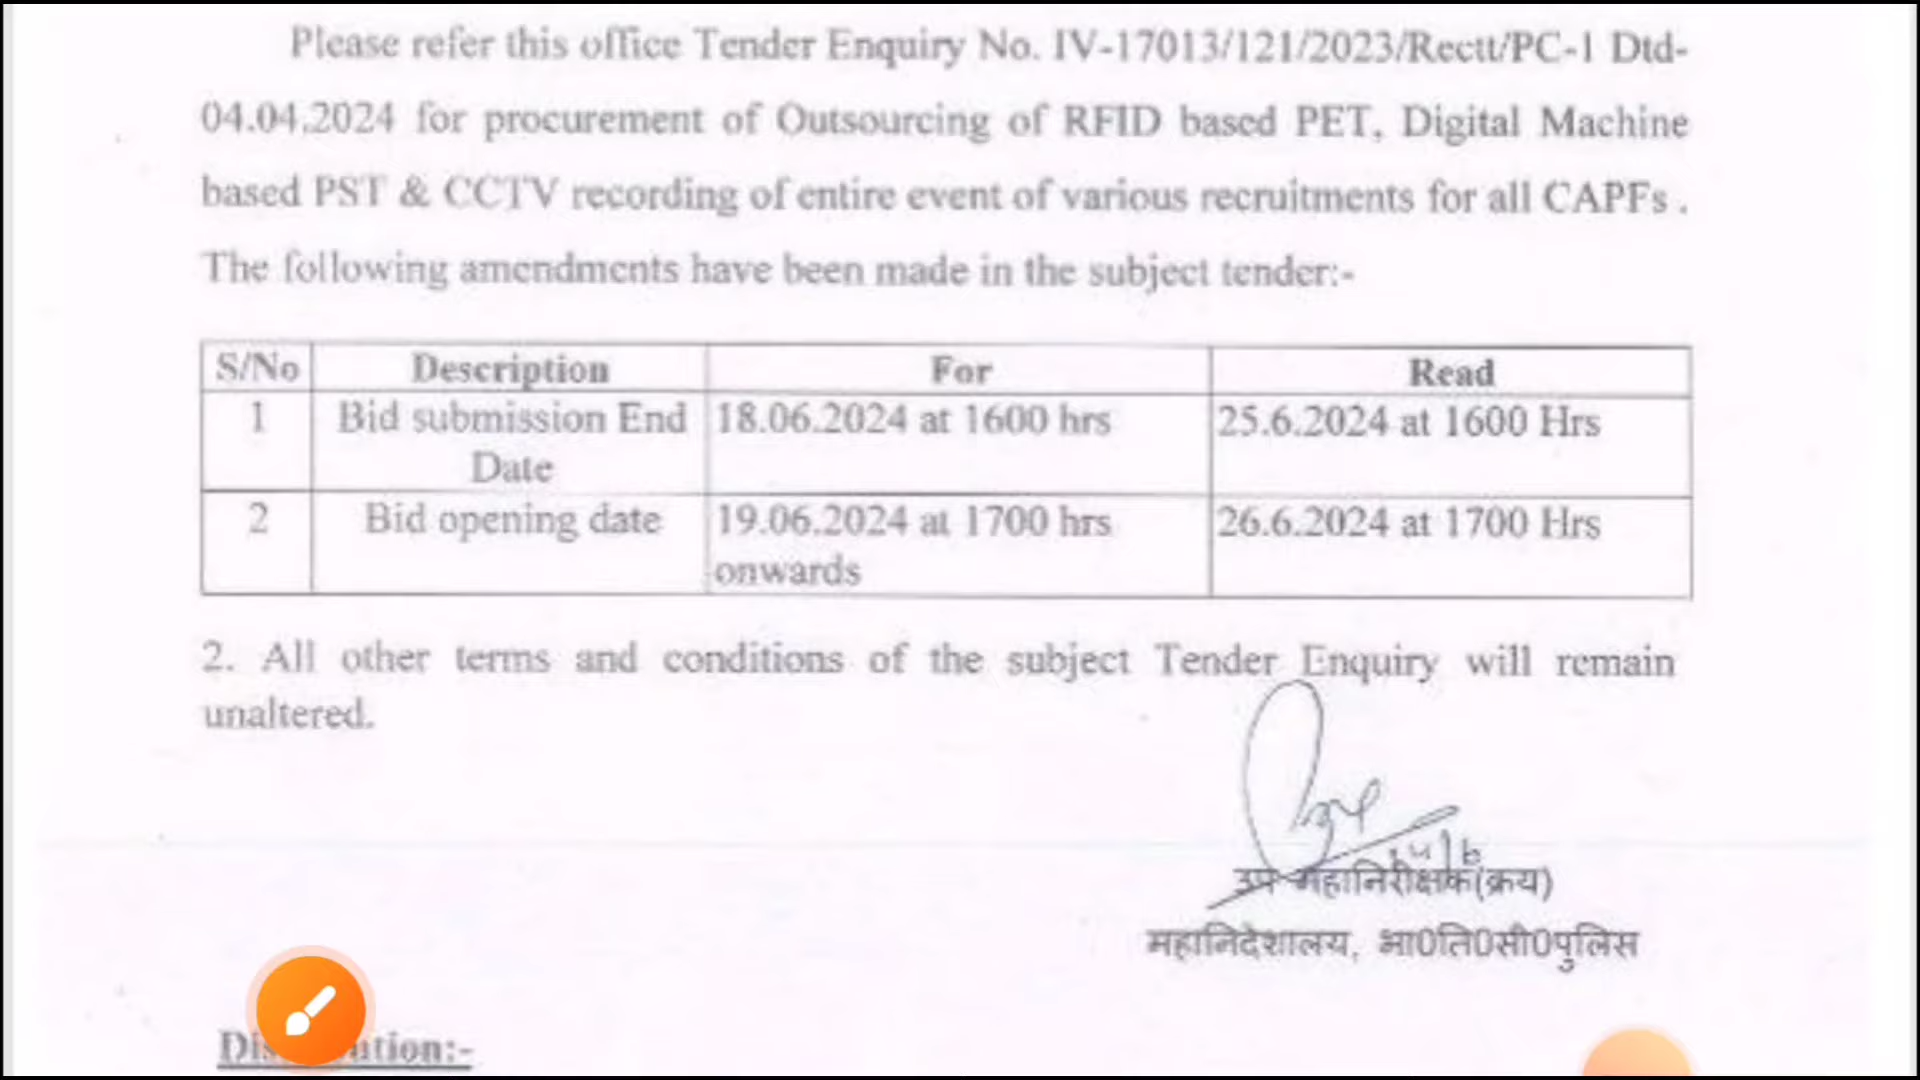 Please refer this office Tender Enquiry No. IV-17013/121/2023/Rectt/PC-1 Dtd-
04.04.2024 for procurement of Outsourcing of RFID based PET, Digital Machine
based PST & CCTV recording of entire event of various recruitments for all CAPFs .
The following amendments have been made in the subject tender:-
S/No Description For Read
1 Bid submission End Date 18.06.2024 at 1600 hrs 25.6.2024 at 1600 Hrs
2 Bid opening date 19.06.2024 at 1700 hrs onwards 26.6.2024 at 1700 Hrs
2. All other terms and conditions of the subject Tender Enquiry will remain
unaltered.
उप महानिरीक्षक(क्रय)
महानिदेशालय, भा0ति0सी0पुलिस